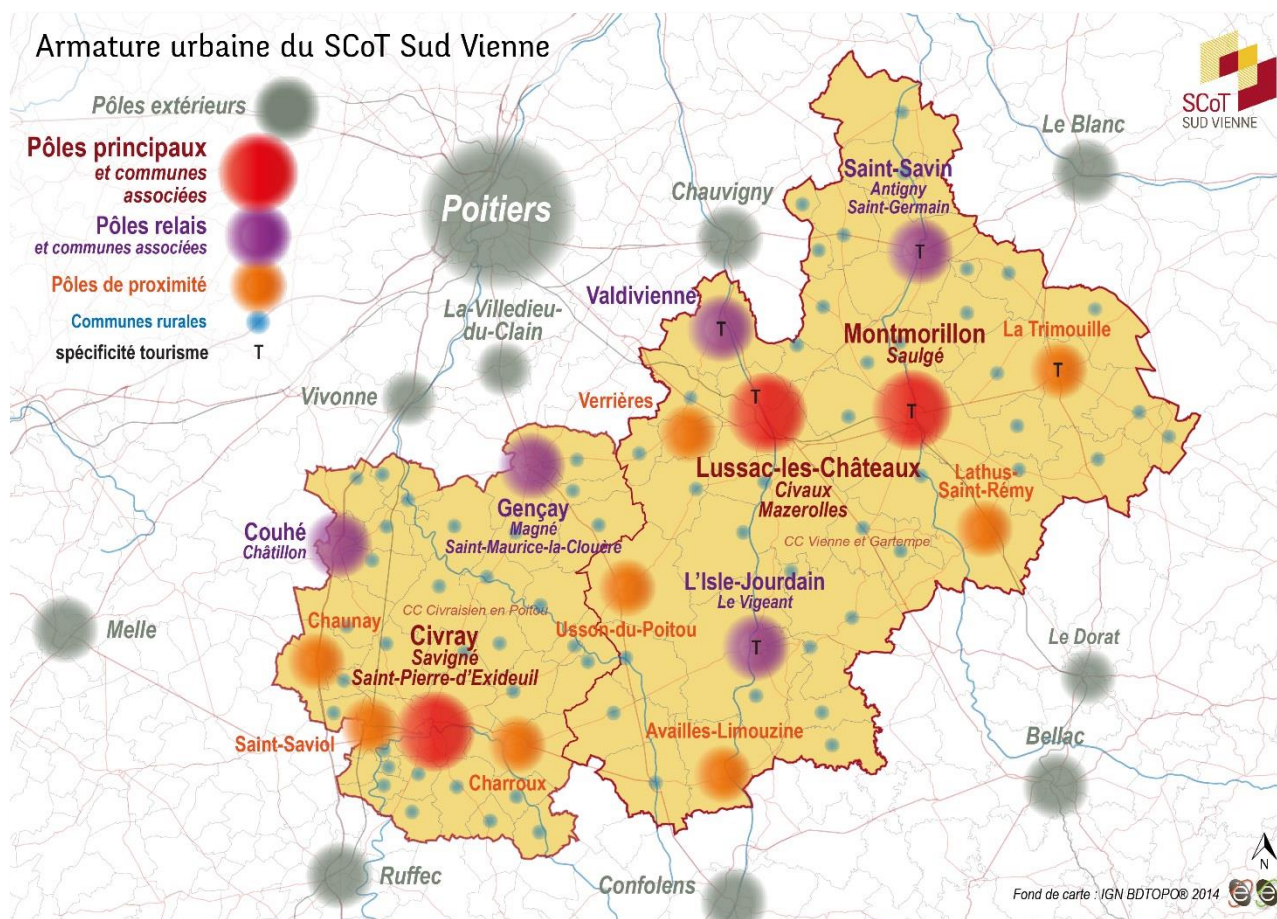 Armature urbaine du SCoT Sud Vienne
SCoT
SUD VIENNE
Pôles extérieurs
Pôles principaux
et communes
associées
Pôles relais
et communes associées
Pôles de proximité
Communes rurales
spécificité tourisme T
Poitiers
Chauvigny
Le Blanc
Saint-Savin
Antigny
Saint-Germain
T
Valdivienne
T
La-Villedieu-
du-Clain
Montmorillon
Saulgé
La Trimouille
T
Vivonne
Verrières
T
T
Lussac-les-Châteaux
Civaux
Mazerolles
Lathus-
Saint-Rémy
Gençay
Magné
Saint-Maurice-la-Clouère
Couhé
Châtillon
CC Vienne et Gartempe
L'Isle-Jourdain
Le Vigeant
T
CC Civraisien en Poitou
Chaunay
Civray
Savigné
Saint-Pierre-d'Exideuil
Usson-du-Poitou
Melle
Le Dorat
Saint-Saviol
Charroux
Availles-Limouzine
Bellac
Ruffec
Confolens
N
Fond de carte : IGN BDTOPO® 2014
é é